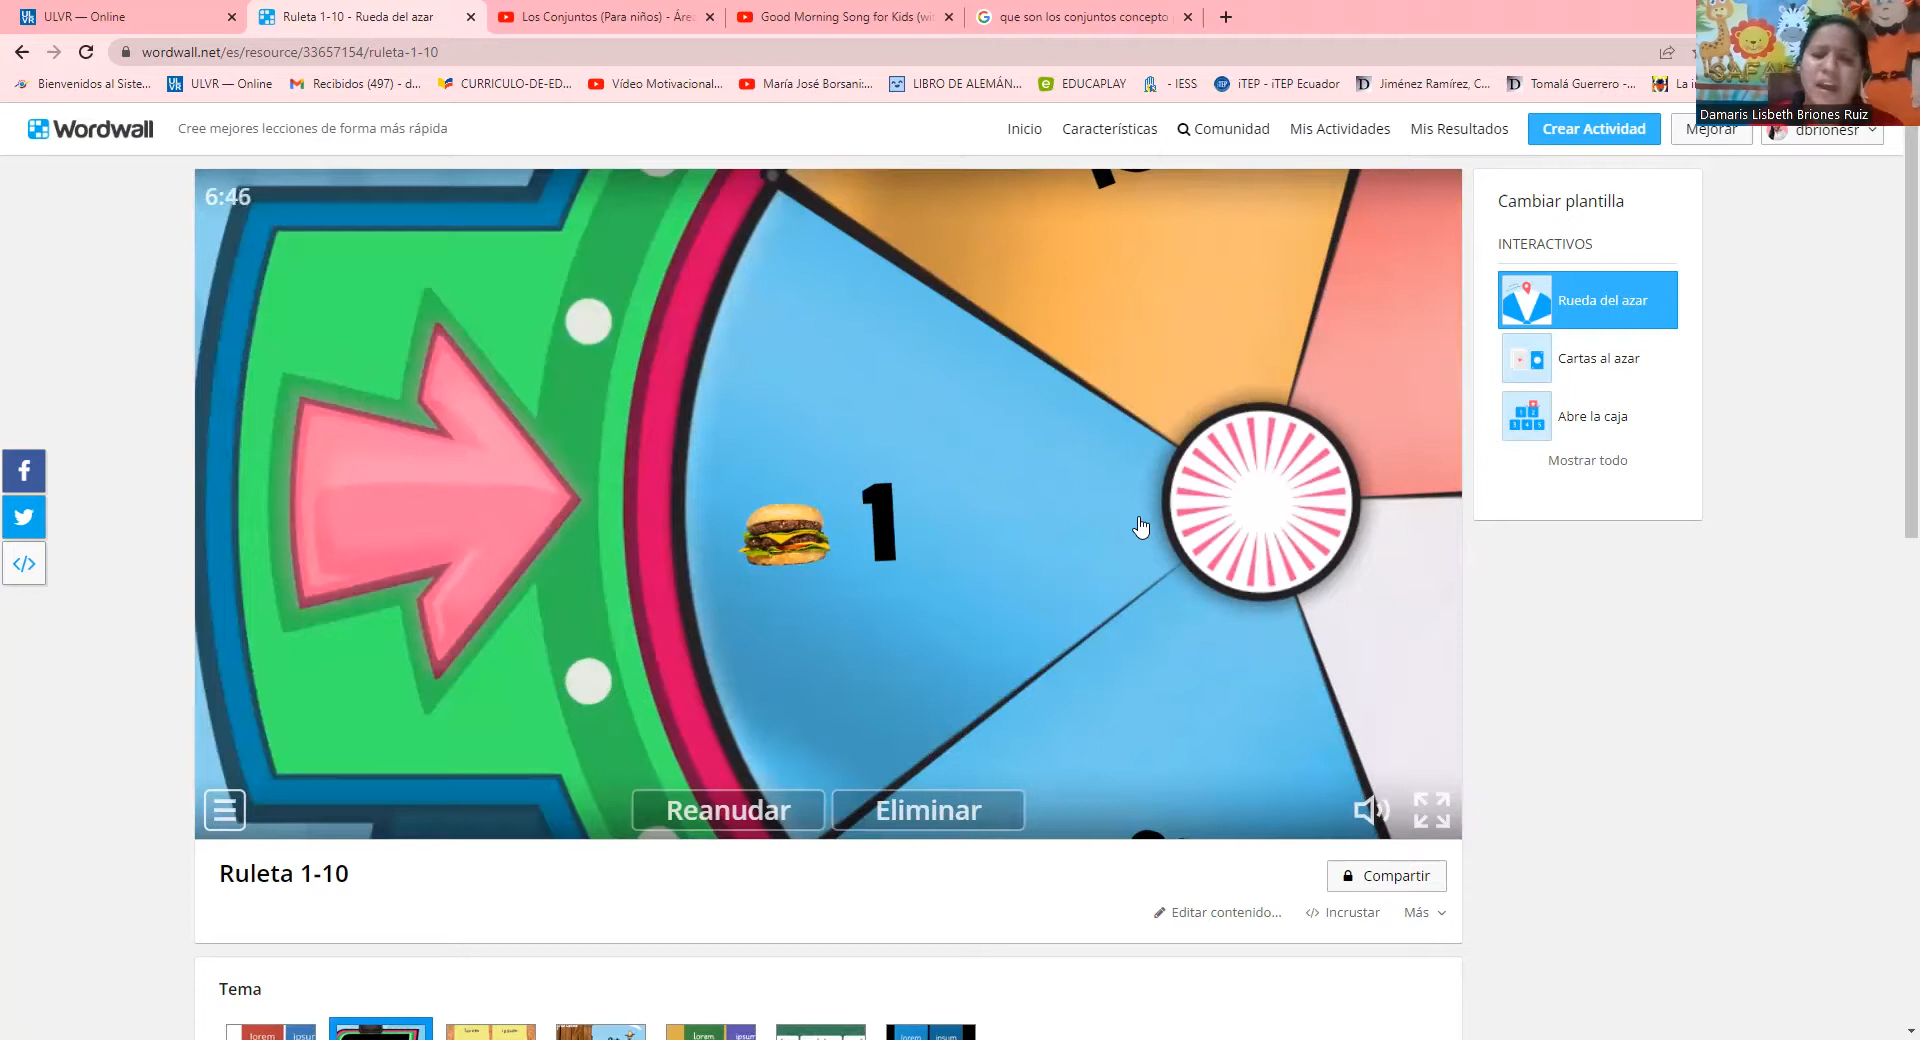 ULVR — Online
Ruleta 1-10 - Rueda del azar
Los Conjuntos (Para niños) - Áre
Good Morning Song for Kids (wi
que son los conjuntos concepto
wordwall.net/es/resource/33657154/ruleta-1-10
Bienvenidos al Siste...
ULVR — Online
Recibidos (497) - d...
CURRICULO-DE-ED...
Vídeo Motivacional...
María José Borsani:...
LIBRO DE ALEMÁN...
EDUCAPLAY
- IESS
iTEP - iTEP Ecuador
Jiménez Ramírez, C...
Tomalá Guerrero -...
La i
Damaris Lisbeth Briones Ruiz
Wordwall
Cree mejores lecciones de forma más rápida
Inicio
Características
Comunidad
Mis Actividades
Mis Resultados
Crear Actividad
Mejorar
dbrionesr
6:46
1
Reanudar
Eliminar
Cambiar plantilla
INTERACTIVOS
Rueda del azar
Cartas al azar
Abre la caja
Mostrar todo
Ruleta 1-10
Compartir
Editar contenido...
Incrustar
Más
Tema